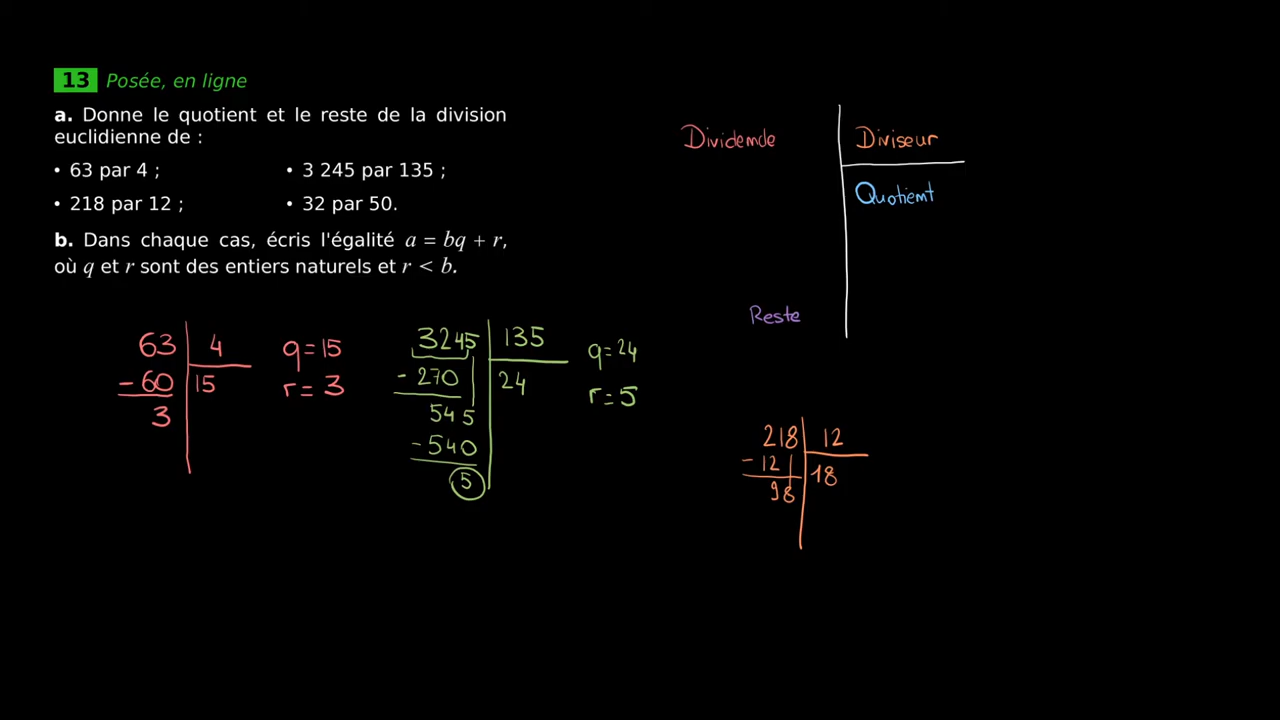 13 Posée, en ligne
a. Donne le quotient et le reste de la division
euclidienne de :
• 63 par 4 ;
• 3 245 par 135 ;
• 218 par 12 ;
• 32 par 50.
b. Dans chaque cas, écris l'égalité a = bq + r,
où q et r sont des entiers naturels et r < b.
Dividende
Diviseur
Quotient
Reste
63 4
- 60 15
3
q = 15
r = 3
3245 135
- 270 24
545
- 540
5
q = 24
r = 5
218 12
- 12 18
98